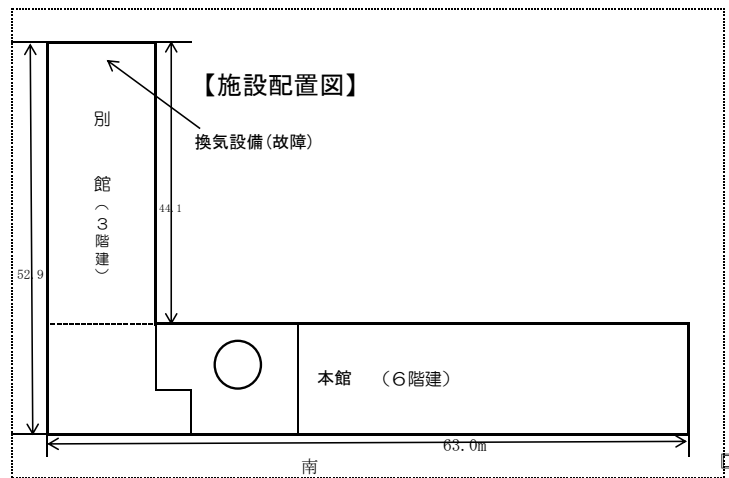 【施設配置図】
換気設備(故障)
別館(３階建)
44.1
52.9
本館 (６階建)
63.0m
南